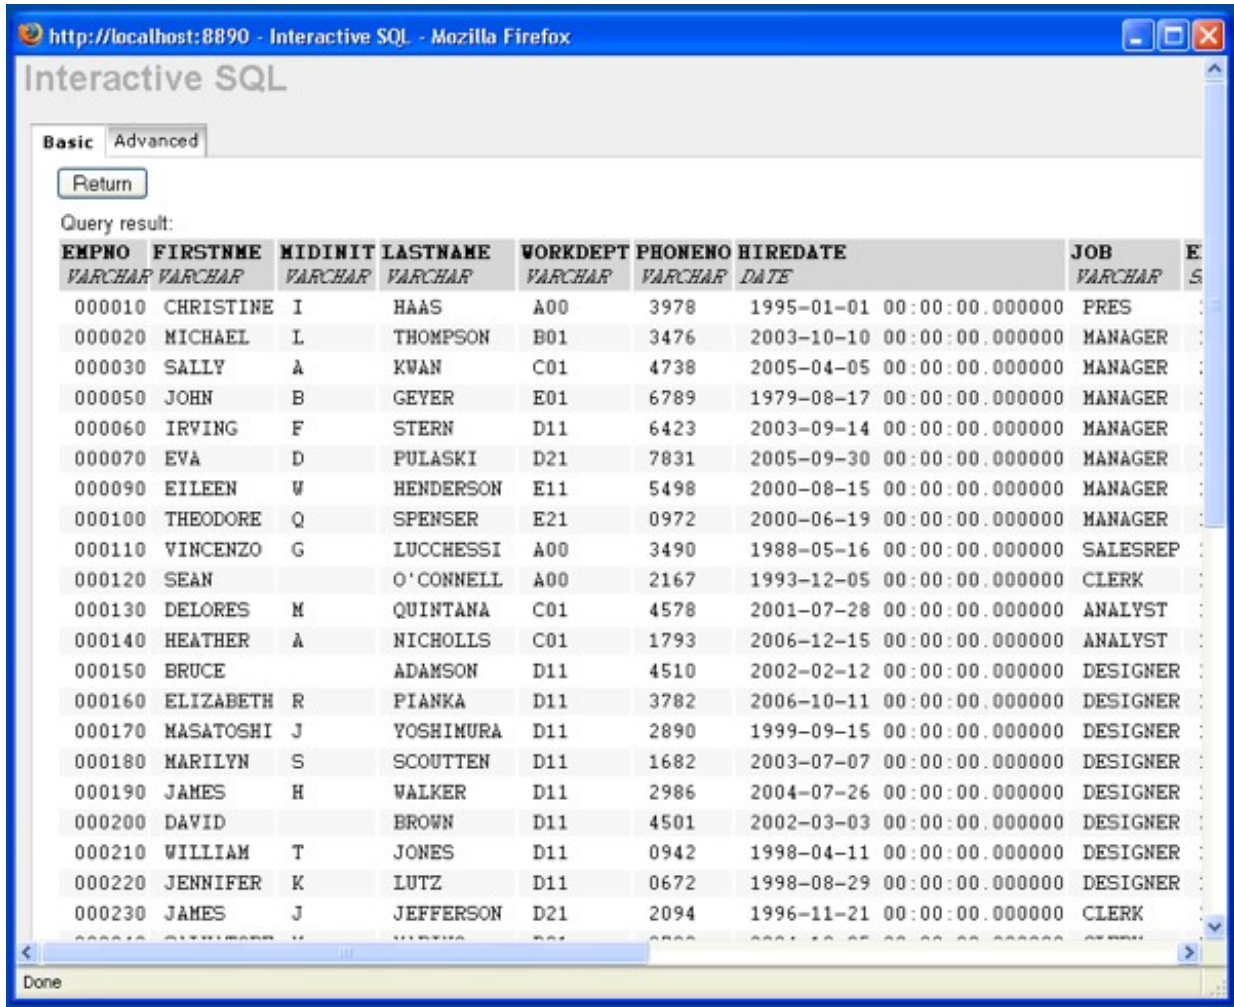 http://localhost:8890 - Interactive SQL - Mozilla Firefox
Interactive SQL
Basic Advanced
Return
Query result:
EMPNO FIRSTNME MIDINIT LASTNAME WORKDEPT PHONENO HIREDATE JOB
VARCHAR VARCHAR VARCHAR VARCHAR VARCHAR VARCHAR DATE VARCHAR
000010 CHRISTINE I HAAS A00 3978 1995-01-01 00:00:00.000000 PRES
000020 MICHAEL L THOMPSON B01 3476 2003-10-10 00:00:00.000000 MANAGER
000030 SALLY A KWAN C01 4738 2005-04-05 00:00:00.000000 MANAGER
000050 JOHN B GEYER E01 6789 1979-08-17 00:00:00.000000 MANAGER
000060 IRVING F STERN D11 6423 2003-09-14 00:00:00.000000 MANAGER
000070 EVA D PULASKI D21 7831 2005-09-30 00:00:00.000000 MANAGER
000090 EILEEN W HENDERSON E11 5498 2000-08-15 00:00:00.000000 MANAGER
000100 THEODORE Q SPENSER E21 0972 2000-06-19 00:00:00.000000 MANAGER
000110 VINCENZO G LUCCHESSI A00 3490 1988-05-16 00:00:00.000000 SALESREP
000120 SEAN O'CONNELL A00 2167 1993-12-05 00:00:00.000000 CLERK
000130 DELORES M QUINTANA C01 4578 2001-07-28 00:00:00.000000 ANALYST
000140 HEATHER A NICHOLLS C01 1793 2006-12-15 00:00:00.000000 ANALYST
000150 BRUCE ADAMSON D11 4510 2002-02-12 00:00:00.000000 DESIGNER
000160 ELIZABETH R PIANKA D11 3782 2006-10-11 00:00:00.000000 DESIGNER
000170 MASATOSHI J YOSHIMURA D11 2890 1999-09-15 00:00:00.000000 DESIGNER
000180 MARILYN S SCOUTTEN D11 1682 2003-07-07 00:00:00.000000 DESIGNER
000190 JAMES H WALKER D11 2986 2004-07-26 00:00:00.000000 DESIGNER
000200 DAVID BROWN D11 4501 2002-03-03 00:00:00.000000 DESIGNER
000210 WILLIAM T JONES D11 0942 1998-04-11 00:00:00.000000 DESIGNER
000220 JENNIFER K LUTZ D11 0672 1998-08-29 00:00:00.000000 DESIGNER
000230 JAMES J JEFFERSON D21 2094 1996-11-21 00:00:00.000000 CLERK
Done